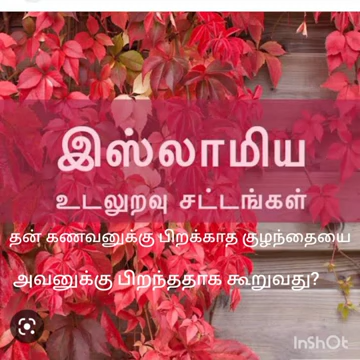 இஸ்லாமிய
உடலுறவு சட்டங்கள்
தன் கணவனுக்கு பிறக்காத குழந்தையை
அவனுக்கு பிறந்ததாக கூறுவது?
InShOt